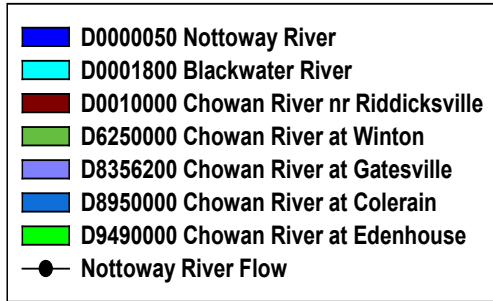 D0000050 Nottoway River
D0001800 Blackwater River
D0010000 Chowan River nr Riddicksville
D6250000 Chowan River at Winton
D8356200 Chowan River at Gatesville
D8950000 Chowan River at Colerain
D9490000 Chowan River at Edenhouse
Nottoway River Flow